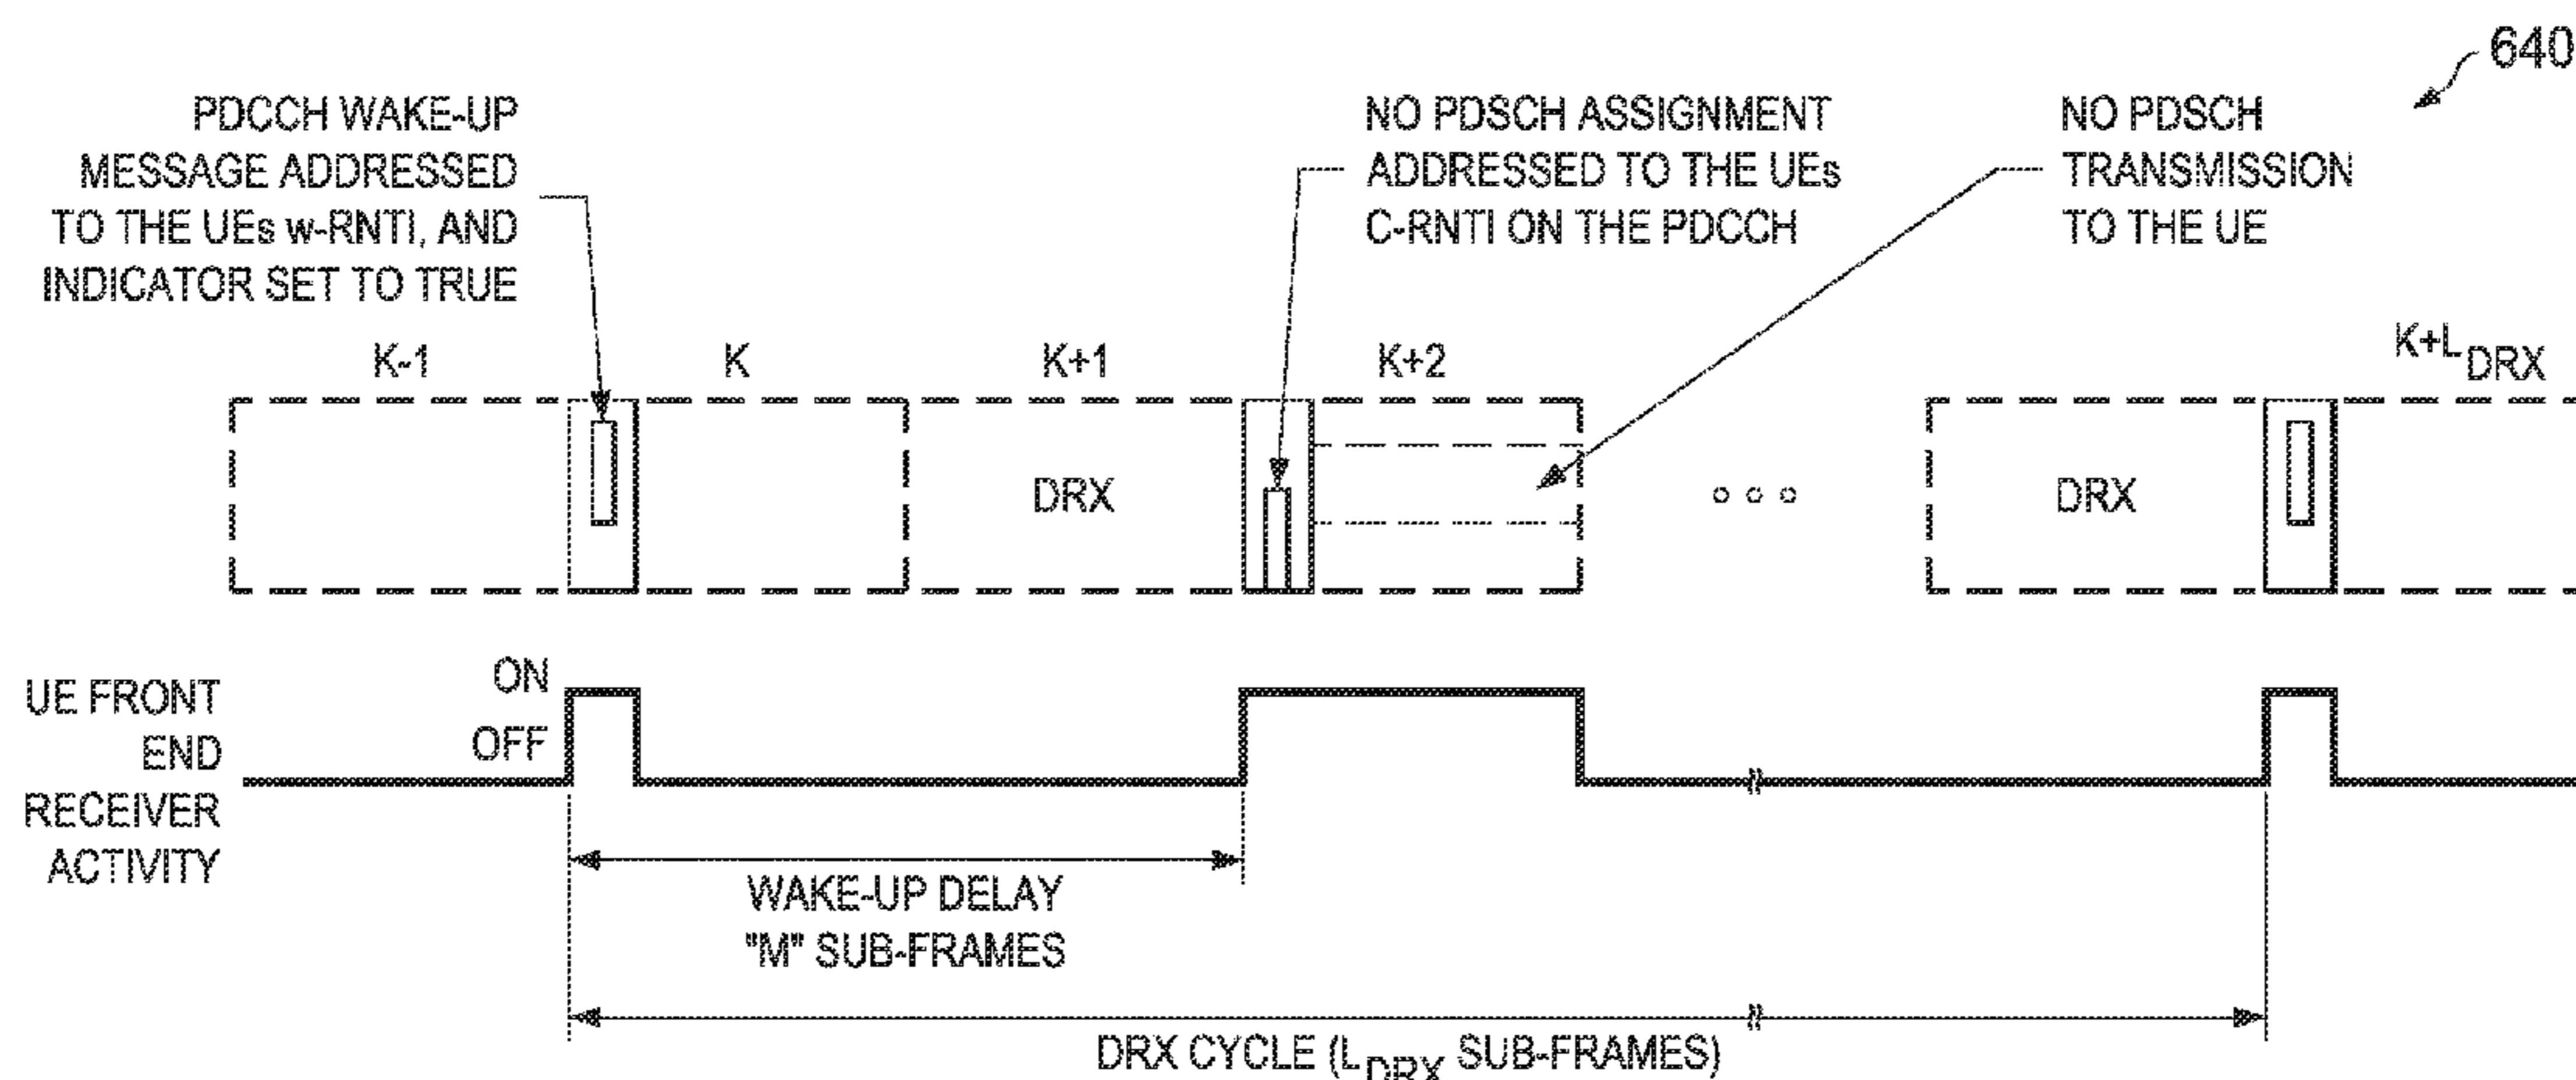 640
PDCCH WAKE-UP
MESSAGE ADDRESSED
TO THE UEs w-RNTI, AND
INDICATOR SET TO TRUE
NO PDSCH ASSIGNMENT
ADDRESSED TO THE UEs
C-RNTI ON THE PDCCH
NO PDSCH
TRANSMISSION
TO THE UE
K-1
K
K+1
K+2
K+LDRX
DRX
DRX
UE FRONT
END
RECEIVER
ACTIVITY
ON
OFF
WAKE-UP DELAY
"M" SUB-FRAMES
DRX CYCLE (LDRX SUB-FRAMES)